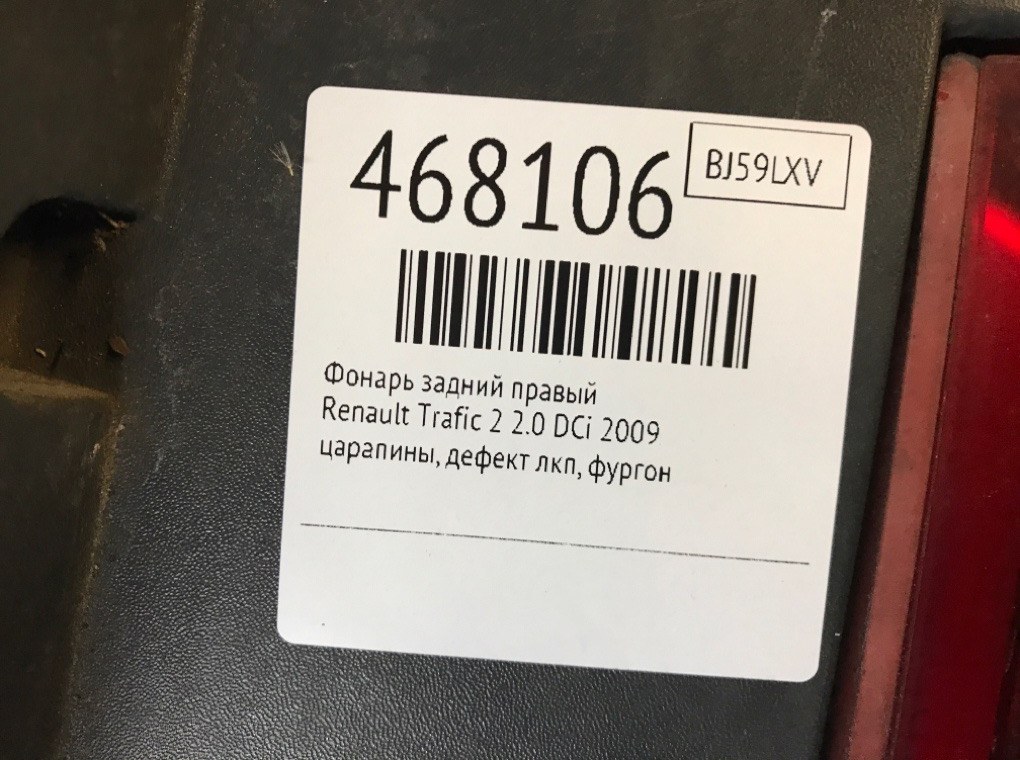 468106
BJ59LXV
Фонарь задний правый
Renault Trafic 2 2.0 DCi 2009
царапины, дефект лкп, фургон